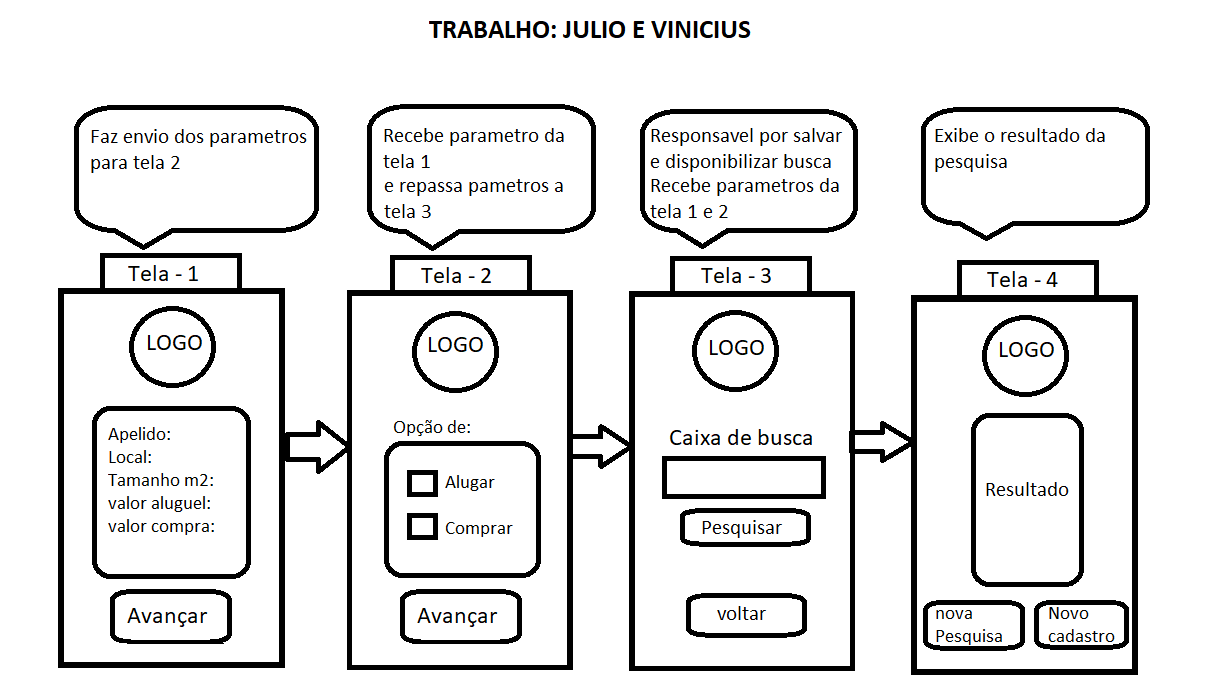 TRABALHO: JULIO E VINICIUS
Faz envio dos parametros
para tela 2
Recebe parametro da
tela 1
e repassa pametros a
tela 3
Responsavel por salvar
e disponibilizar busca
Recebe parametros da
tela 1 e 2
Exibe o resultado da
pesquisa
Tela - 1
LOGO
Apelido:
Local:
Tamanho m2:
valor aluguel:
valor compra:
Avançar
Tela - 2
LOGO
Opção de:
Alugar
Comprar
Avançar
Tela - 3
LOGO
Caixa de busca
Pesquisar
voltar
Tela - 4
LOGO
Resultado
nova
Pesquisa
Novo
cadastro